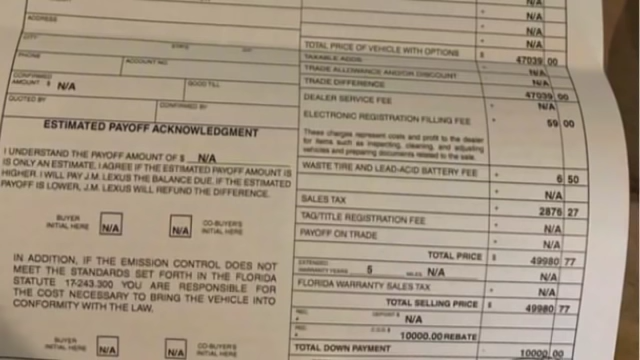 N/A
N/A
N/A
N/A
ADDRESS
CITY
STATE
ZIP
PHONE
ACCOUNT NO.
CONFIRMED
AMOUNT $ N/A
GOOD TILL
QUOTED BY
CONFIRMED BY
ESTIMATED PAYOFF ACKNOWLEDGMENT
I UNDERSTAND THE PAYOFF AMOUNT OF $ N/A
IS ONLY AN ESTIMATE. I AGREE IF THE ESTIMATED PAYOFF AMOUNT IS
HIGHER. I WILL PAY J.M. LEXUS THE BALANCE DUE. IF THE ESTIMATED
PAYOFF IS LOWER, J.M. LEXUS WILL REFUND THE DIFFERENCE.
BUYER
INITIAL HERE
N/A
N/A
CO-BUYER'S
INITIAL HERE
IN ADDITION, IF THE EMISSION CONTROL DOES NOT
MEET THE STANDARDS SET FORTH IN THE FLORIDA
STATUTE 17-243.300 YOU ARE RESPONSIBLE FOR
THE COST NECESSARY TO BRING THE VEHICLE INTO
CONFORMITY WITH THE LAW.
BUYER
INITIAL HERE
N/A
N/A
CO-BUYER'S
INITIAL HERE
TOTAL PRICE OF VEHICLE WITH OPTIONS $ 47039 00
TAXABLE ADDS: N/A
TRADE ALLOWANCE AND/OR DISCOUNT - N/A
TRADE DIFFERENCE 47039 00
DEALER SERVICE FEE + N/A
ELECTRONIC REGISTRATION FILING FEE + 59 00
These charges represent costs and profit to the dealer
for items such as inspecting, cleaning, and adjusting
vehicles and preparing documents related to the sale.
WASTE TIRE AND LEAD-ACID BATTERY FEE + 6 50
+ N/A
SALES TAX + 2876 27
TAG/TITLE REGISTRATION FEE + N/A
PAYOFF ON TRADE + N/A
TOTAL PRICE $ 49980 77
EXTENDED
WARRANTY YEARS 5 MILES N/A + N/A
FLORIDA WARRANTY SALES TAX + N/A
TOTAL SELLING PRICE $ 49980 77
REC. # DEPOSIT $ N/A
REC. # C.O.D. $ 10000.00 REBATE
TOTAL DOWN PAYMENT 10000 00